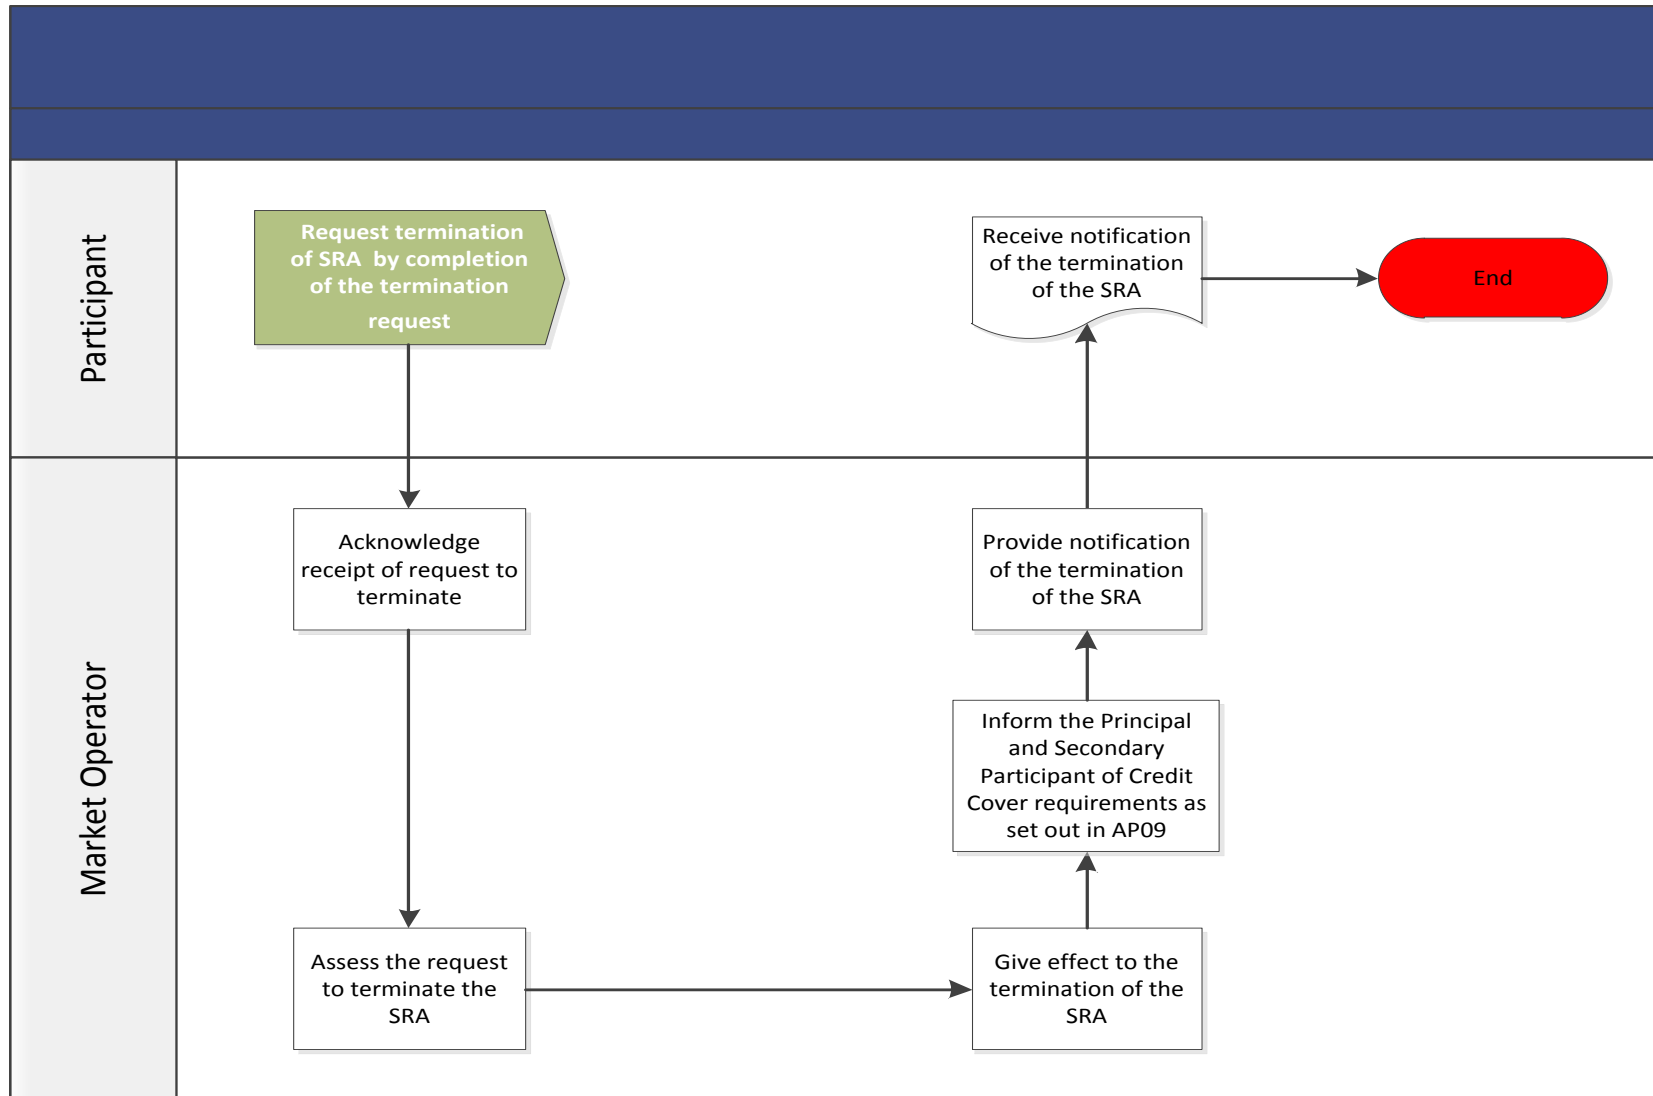 Participant
Request termination
of SRA by completion
of the termination
request
Receive notification
of the termination
of the SRA
End
Market Operator
Acknowledge
receipt of request to
terminate
Provide notification
of the termination
of the SRA
Inform the Principal
and Secondary
Participant of Credit
Cover requirements as
set out in AP09
Assess the request
to terminate the
SRA
Give effect to the
termination of the
SRA